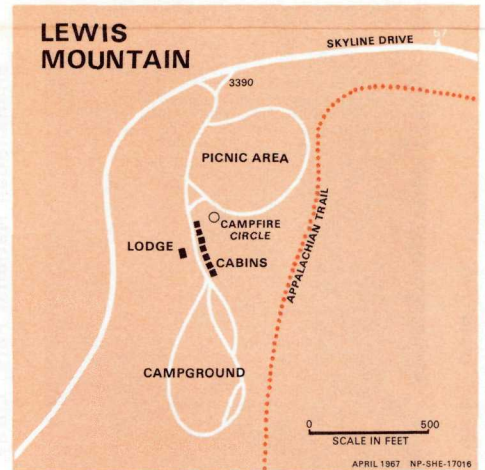 LEWIS
MOUNTAIN
SKYLINE DRIVE
57
3390
PICNIC AREA
CAMPFIRE
CIRCLE
LODGE
CABINS
APPALACHIAN TRAIL
CAMPGROUND
0 500
SCALE IN FEET
APRIL 1967 NP-SHE-17016